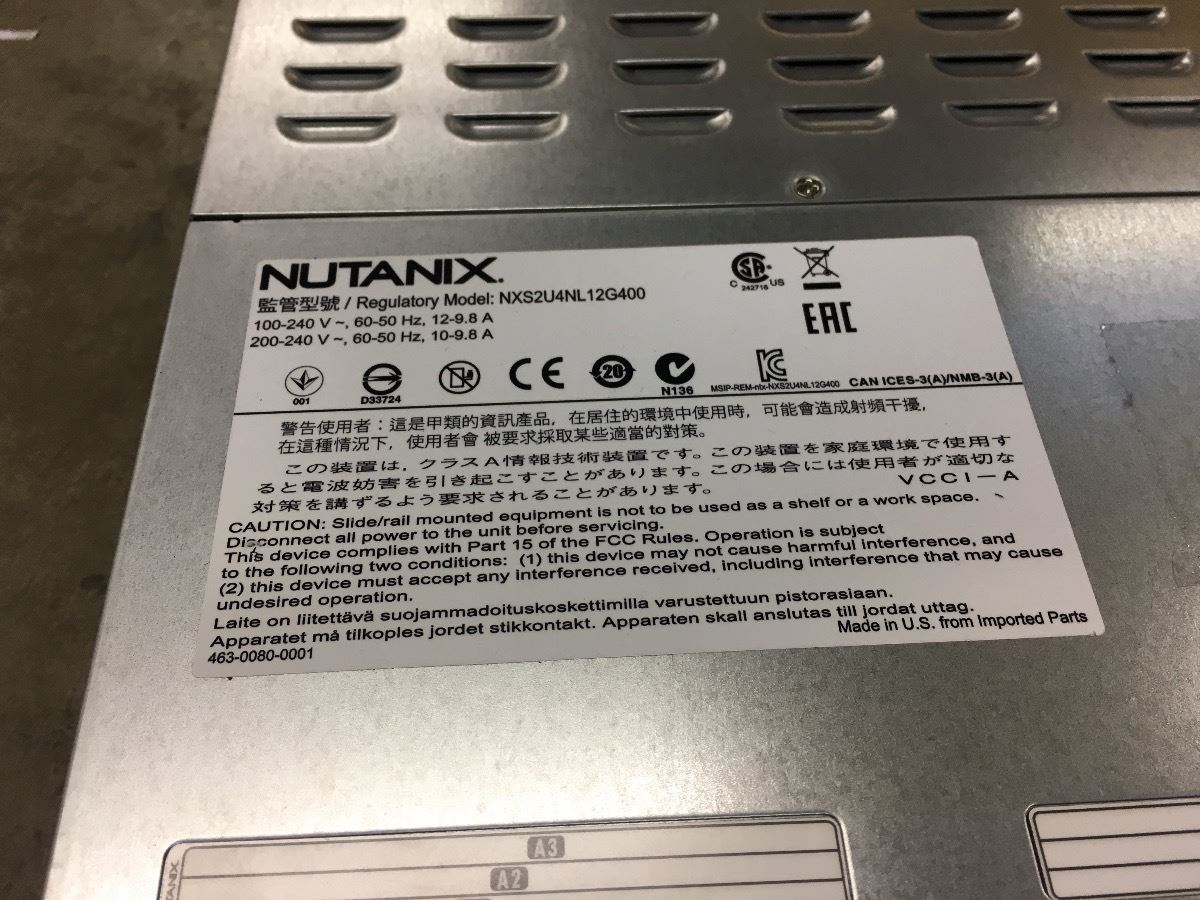 NUTANIX.
監管型號 / Regulatory Model: NXS2U4NL12G400
100-240 V ~, 60-50 Hz, 12-9.8 A
200-240 V ~, 60-50 Hz, 10-9.8 A
C SA US
242716
EAC
001
D33724
CE
20
N136
MSIP-REM-ntx-NXS2U4NL12G400
CAN ICES-3(A)/NMB-3(A)
警告使用者：這是甲類的資訊產品，在居住的環境中使用時，可能會造成射頻干擾，
在這種情況下，使用者會 被要求採取某些適當的對策。
この装置は，クラスA情報技術装置です。この装置を家庭環境で使用す
ると電波妨害を引き起こすことがあります。この場合には使用者が適切な
対策を講ずるよう要求されることがあります。 VCCI－A
CAUTION: Slide/rail mounted equipment is not to be used as a shelf or a work space.
Disconnect all power to the unit before servicing.
This device complies with Part 15 of the FCC Rules. Operation is subject
to the following two conditions: (1) this device may not cause harmful interference, and
(2) this device must accept any interference received, including interference that may cause
undesired operation.
Laite on liitettävä suojammadoituskoskettimilla varustettuun pistorasiaan.
Apparatet må tilkoples jordet stikkontakt. Apparaten skall anslutas till jordat uttag.
Made in U.S. from Imported Parts
463-0080-0001
A3
A2